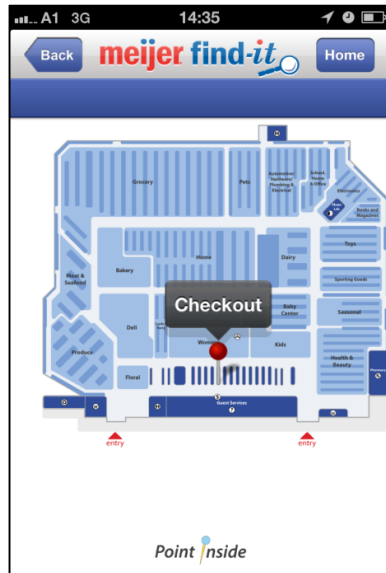 A1 3G 14:35
Back meijer find-it Home
Grocery
Pets
Automotive
Hardware
Plumbing &
Electrical
School,
Home
& Office
Electronics
Books and
Magazines
Toys
Meat &
Seafood
Bakery
Home
Dairy
Sporting Goods
Deli
Checkout
Baby
Center
Seasonal
Kids
Produce
Health &
Beauty
Floral
Guest Services
Pharmacy
entry
entry
Point Inside